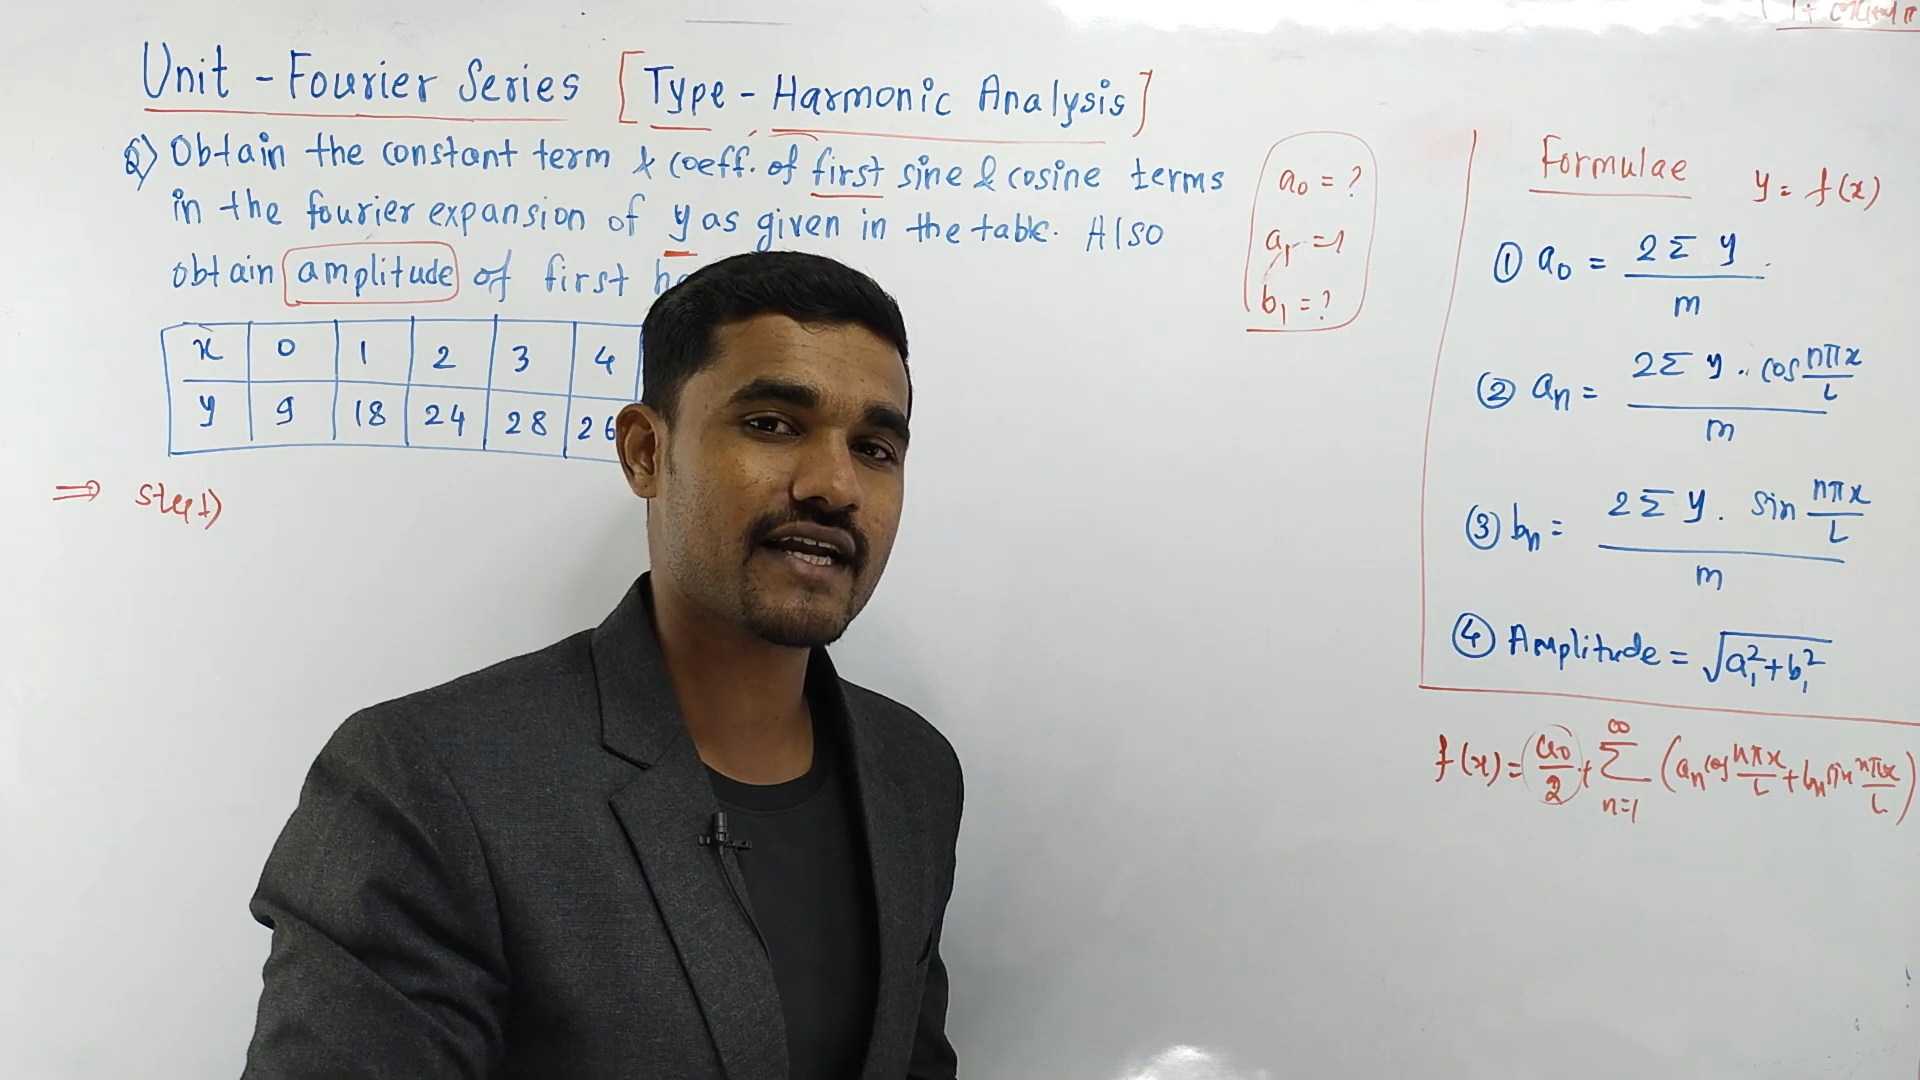 Unit - Fourier Series [Type - Harmonic Analysis]
Q) Obtain the constant term & coeff. of first sine & cosine terms
in the fourier expansion of y as given in the table. Also
obtain amplitude of first
x 0 1 2 3 4
y 9 18 24 28 26
⇒ step 1)
a₀ = ?
a₁ = ?
b₁ = ?
Formulae y = f(x)
① a₀ = 2Σy / m
② aₙ = 2Σy · cos nπx/L / m
③ bₙ = 2Σy · sin nπx/L / m
④ Amplitude = √(a₁² + b₁²)
f(x) = a₀/2 + Σ_{n=1}^{∞} (aₙ cos nπx/L + bₙ sin nπx/L)